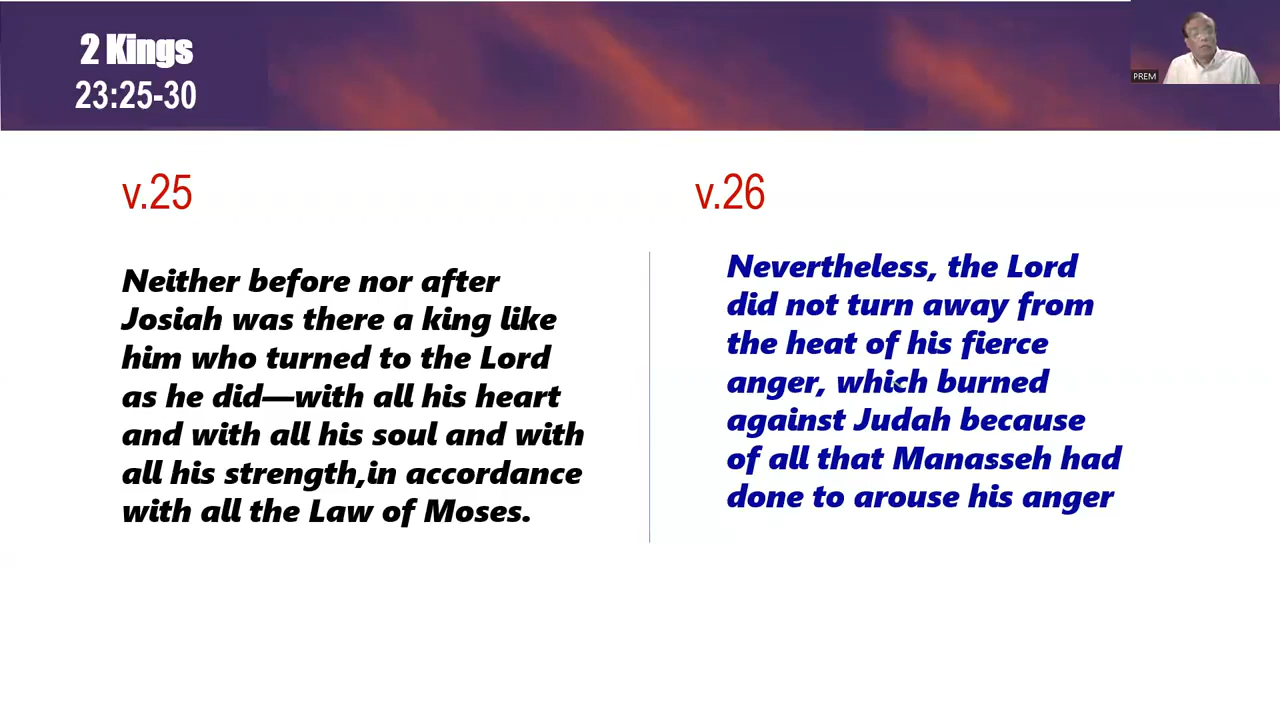 2 Kings
23:25-30
PREM
v.25
Neither before nor after
Josiah was there a king like
him who turned to the Lord
as he did—with all his heart
and with all his soul and with
all his strength,in accordance
with all the Law of Moses.
v.26
Nevertheless, the Lord
did not turn away from
the heat of his fierce
anger, which burned
against Judah because
of all that Manasseh had
done to arouse his anger